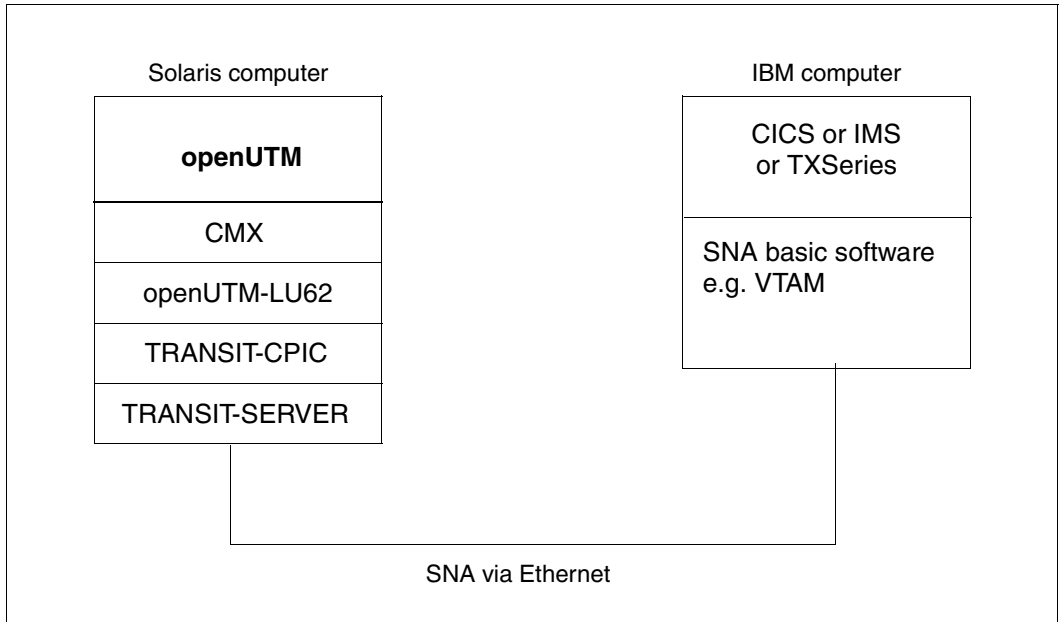 Solaris computer
openUTM
CMX
openUTM-LU62
TRANSIT-CPIC
TRANSIT-SERVER
IBM computer
CICS or IMS
or TXSeries
SNA basic software
e.g. VTAM
SNA via Ethernet